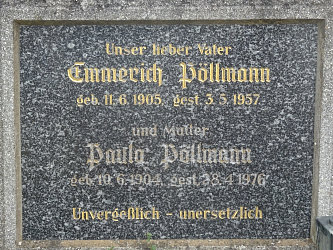 Unser lieber Vater
Emmerich Pöllmann
geb. 11. 6. 1905, gest. 3. 5. 1957.
und Mutter
Paula Pöllmann
geb. 19. 6. 1904, gest. 4. 1976
Unvergeßlich - unersetzlich